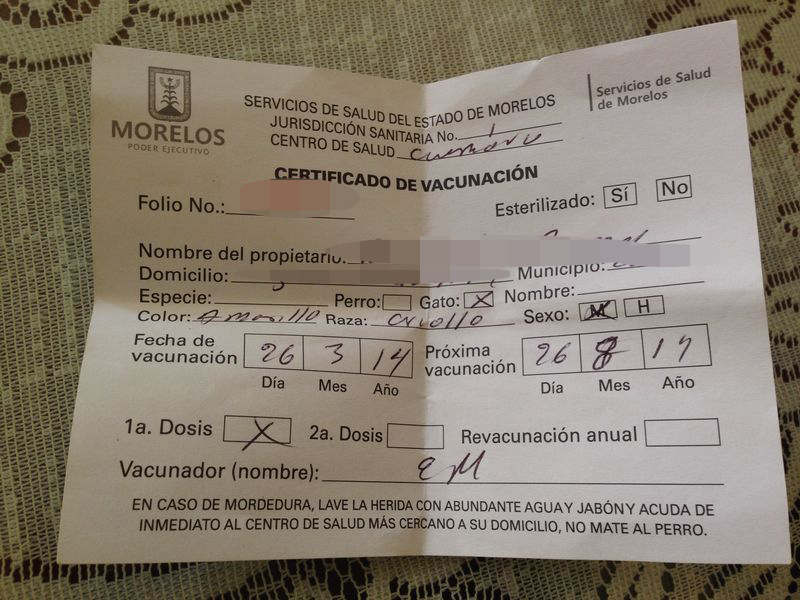 MORELOS
PODER EJECUTIVO
SERVICIOS DE SALUD DEL ESTADO DE MORELOS
JURISDICCIÓN SANITARIA No. 1
CENTRO DE SALUD
Servicios de Salud
de Morelos
CERTIFICADO DE VACUNACIÓN
Folio No.:
Esterilizado: Sí No
Nombre del propietario:
Domicilio: Municipio:
Especie: Perro: Gato: X Nombre:
Color: Amarillo Raza: criollo Sexo: M H
Fecha de vacunación 26 3 14 Próxima vacunación 26 8
Día Mes Año Día Mes Año
1a. Dosis X 2a. Dosis Revacunación anual
Vacunador (nombre): EM
EN CASO DE MORDEDURA, LAVE LA HERIDA CON ABUNDANTE AGUA Y JABÓN Y ACUDA DE
INMEDIATO AL CENTRO DE SALUD MÁS CERCANO A SU DOMICILIO, NO MATE AL PERRO.